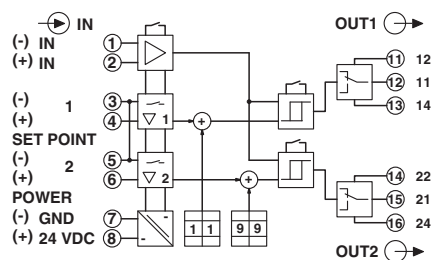 IN OUT1
(-) IN 1 11 12
(+) IN 2 12 11
13 14
(-) 1 3
(+) 4 1
SET POINT
(-) 2 5
(+) 6 2 14 22
POWER 15 21
(-) GND 7 16 24
(+) 24 VDC 8 - - 1 1 9 9
OUT2